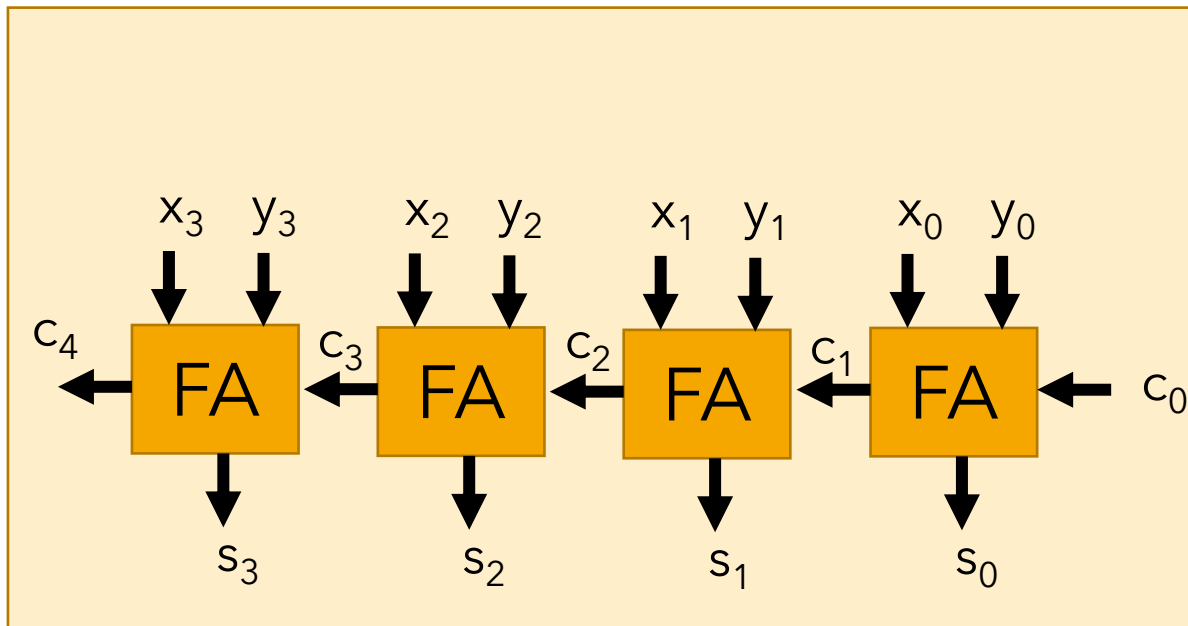 x₃ y₃ x₂ y₂ x₁ y₁ x₀ y₀
c₄ FA c₃ FA c₂ FA c₁ FA c₀
s₃ s₂ s₁ s₀